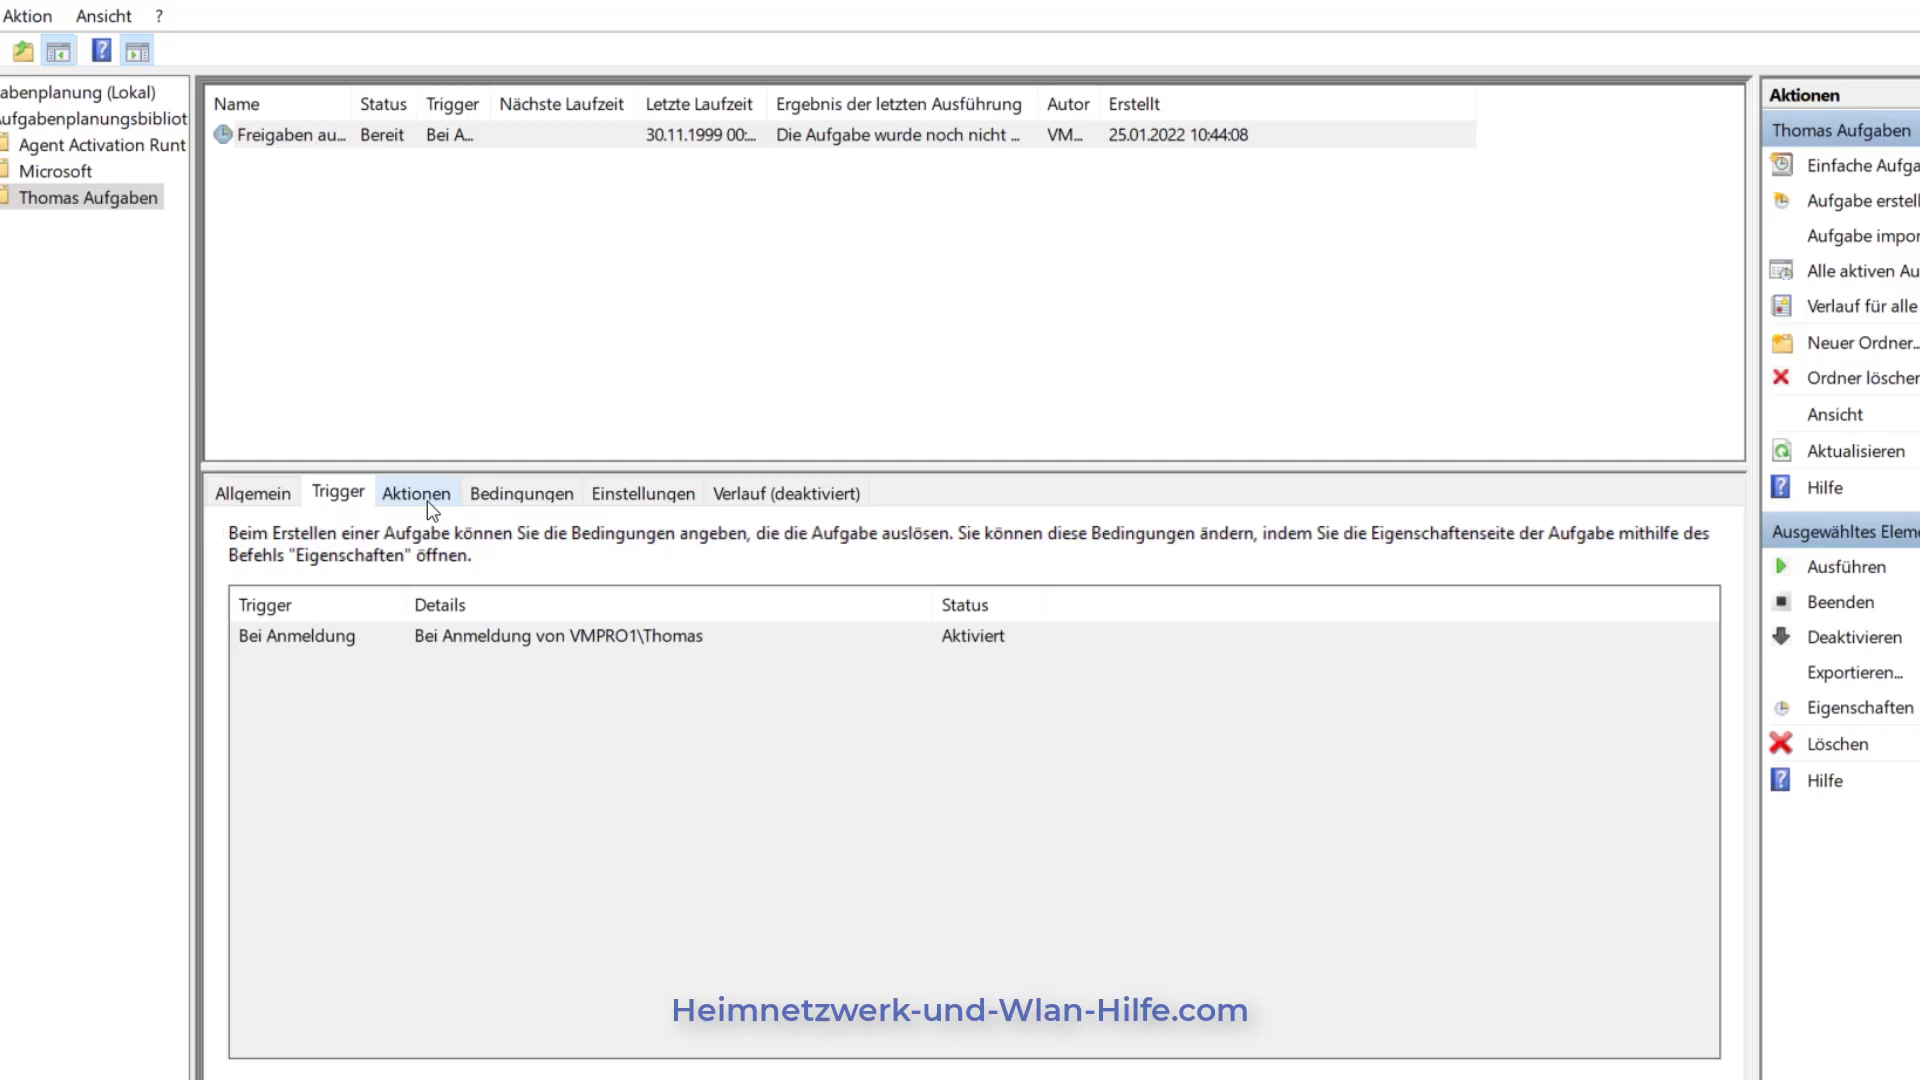 Aktion Ansicht ?
abenplanung (Lokal)
ufgabenplanungsbibliot
Agent Activation Runt
Microsoft
Thomas Aufgaben
Name Status Trigger Nächste Laufzeit Letzte Laufzeit Ergebnis der letzten Ausführung Autor Erstellt
Freigaben au... Bereit Bei A... 30.11.1999 00:... Die Aufgabe wurde noch nicht ... VM... 25.01.2022 10:44:08
Allgemein Trigger Aktionen Bedingungen Einstellungen Verlauf (deaktiviert)
Beim Erstellen einer Aufgabe können Sie die Bedingungen angeben, die die Aufgabe auslösen. Sie können diese Bedingungen ändern, indem Sie die Eigenschaftenseite der Aufgabe mithilfe des
Befehls "Eigenschaften" öffnen.
Trigger Details Status
Bei Anmeldung Bei Anmeldung von VMPRO1\Thomas Aktiviert
Heimnetzwerk-und-Wlan-Hilfe.com
Aktionen
Thomas Aufgaben
Einfache Aufga
Aufgabe erstell
Aufgabe impor
Alle aktiven Au
Verlauf für alle
Neuer Ordner...
Ordner löschen
Ansicht
Aktualisieren
Hilfe
Ausgewähltes Eleme
Ausführen
Beenden
Deaktivieren
Exportieren...
Eigenschaften
Löschen
Hilfe